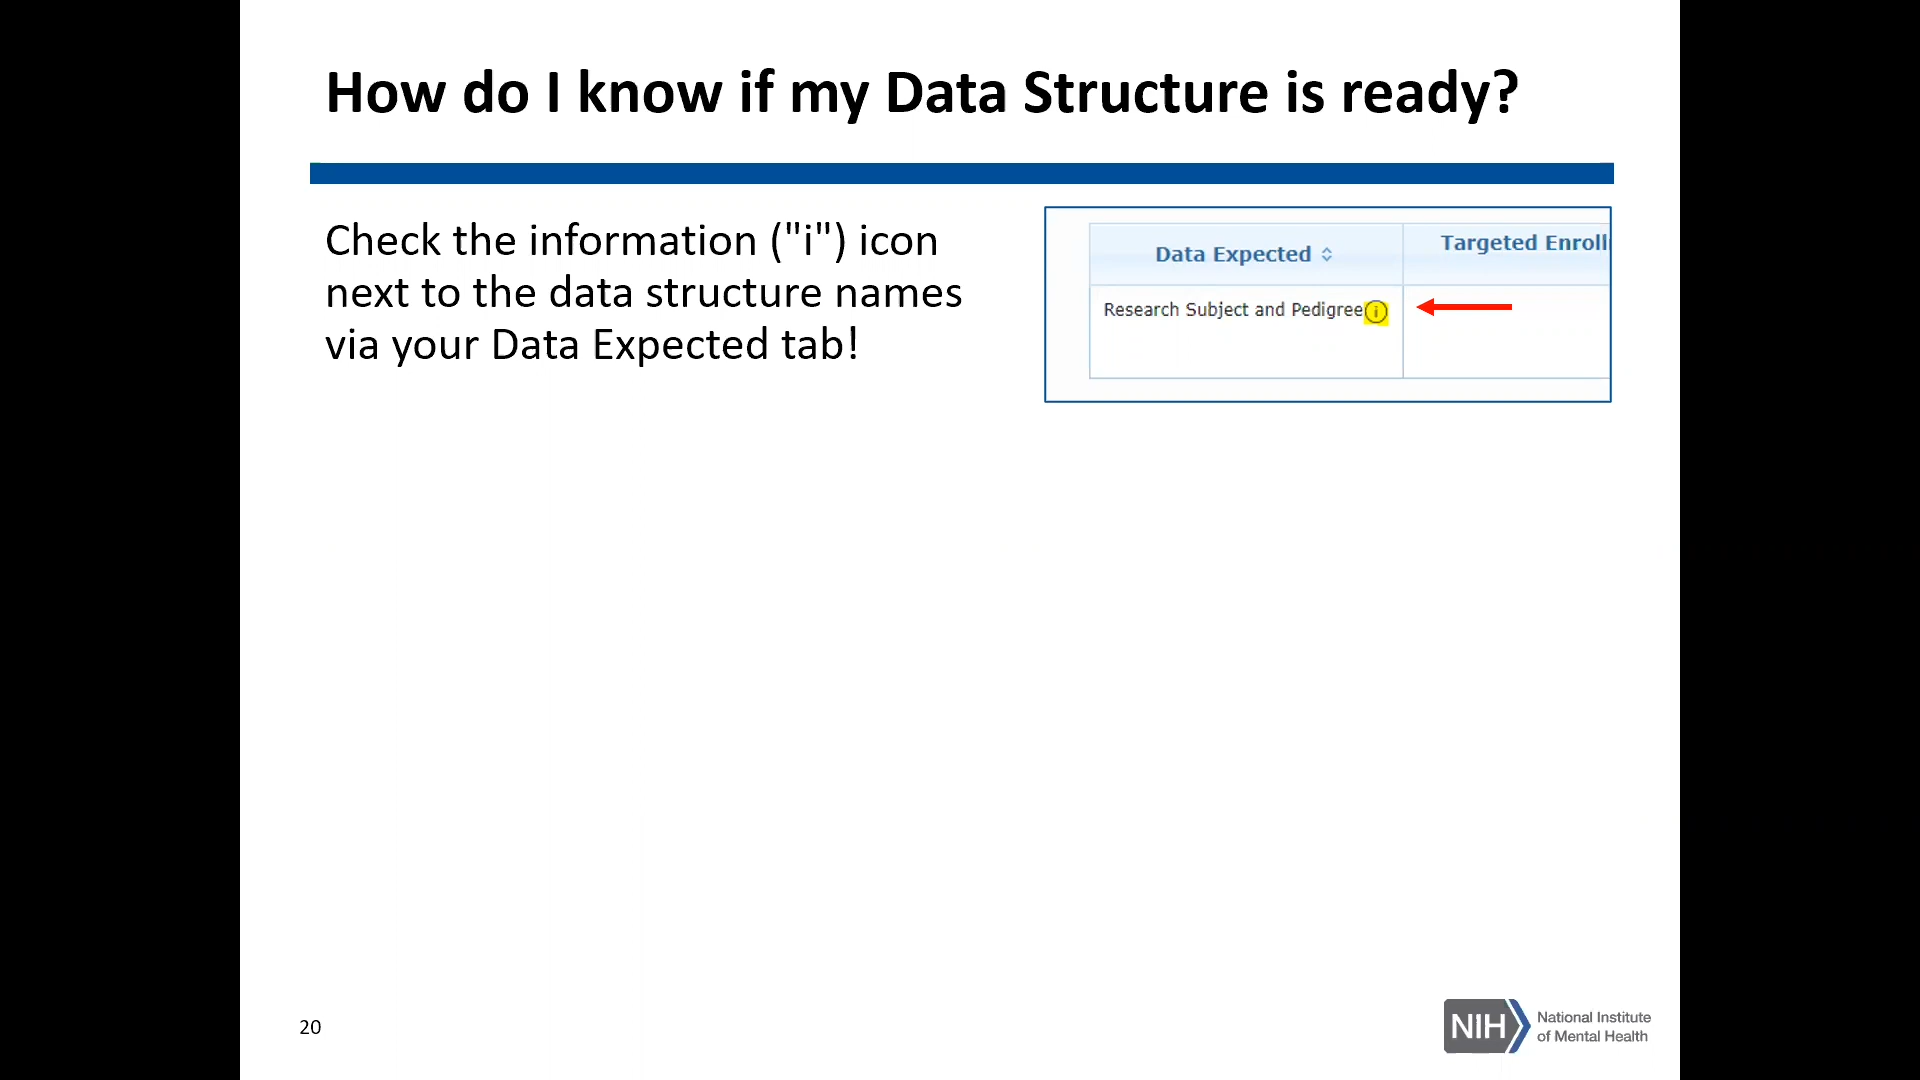 How do I know if my Data Structure is ready?
Check the information ("i") icon
next to the data structure names
via your Data Expected tab!
Data Expected
Targeted Enroll
Research Subject and Pedigree i
20
NIH
National Institute
of Mental Health